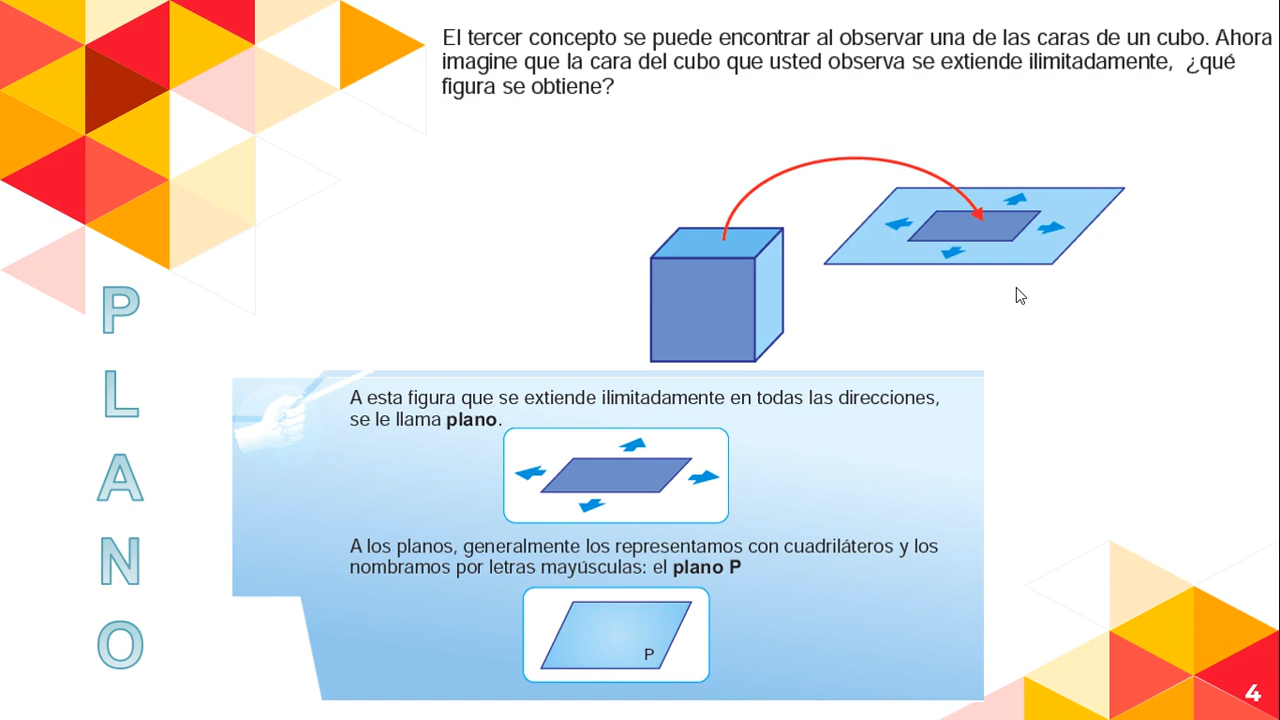 El tercer concepto se puede encontrar al observar una de las caras de un cubo. Ahora
imagine que la cara del cubo que usted observa se extiende ilimitadamente, ¿qué
figura se obtiene?
P
L
A
N
O
A esta figura que se extiende ilimitadamente en todas las direcciones,
se le llama plano.
A los planos, generalmente los representamos con cuadriláteros y los
nombramos por letras mayúsculas: el plano P
P
4